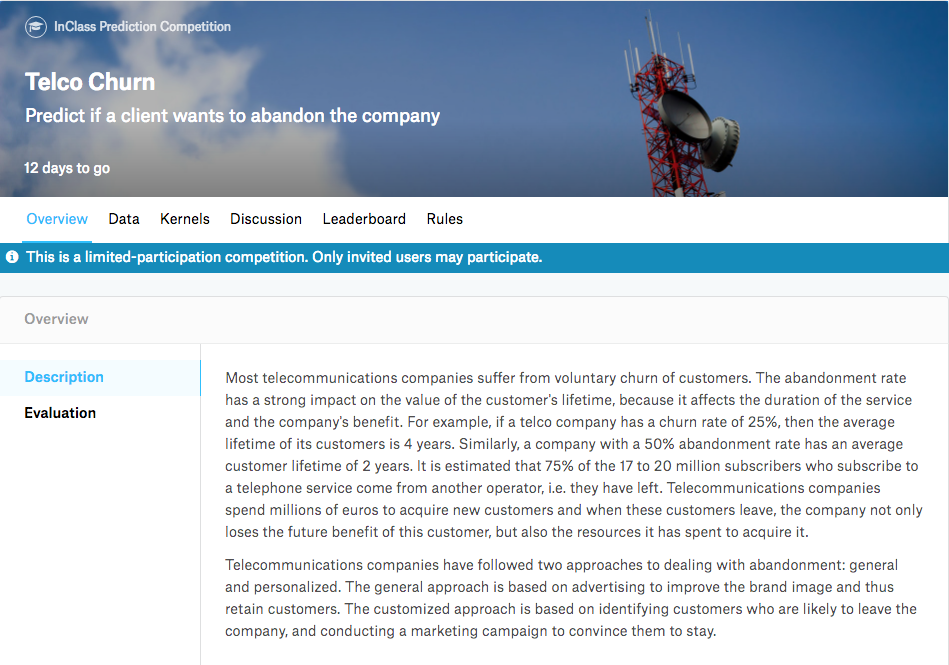 InClass Prediction Competition
Telco Churn
Predict if a client wants to abandon the company
12 days to go
Overview Data Kernels Discussion Leaderboard Rules
This is a limited-participation competition. Only invited users may participate.
Overview
Description
Evaluation
Most telecommunications companies suffer from voluntary churn of customers. The abandonment rate
has a strong impact on the value of the customer's lifetime, because it affects the duration of the service
and the company's benefit. For example, if a telco company has a churn rate of 25%, then the average
lifetime of its customers is 4 years. Similarly, a company with a 50% abandonment rate has an average
customer lifetime of 2 years. It is estimated that 75% of the 17 to 20 million subscribers who subscribe to
a telephone service come from another operator, i.e. they have left. Telecommunications companies
spend millions of euros to acquire new customers and when these customers leave, the company not only
loses the future benefit of this customer, but also the resources it has spent to acquire it.
Telecommunications companies have followed two approaches to dealing with abandonment: general
and personalized. The general approach is based on advertising to improve the brand image and thus
retain customers. The customized approach is based on identifying customers who are likely to leave the
company, and conducting a marketing campaign to convince them to stay.